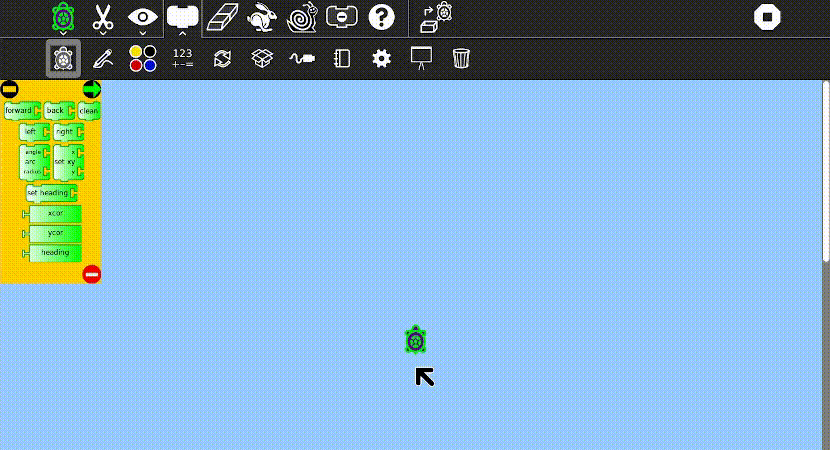 123
+-=
forward back clean
left right
angle x
arc set xy
radius y
set heading
xcor
ycor
heading